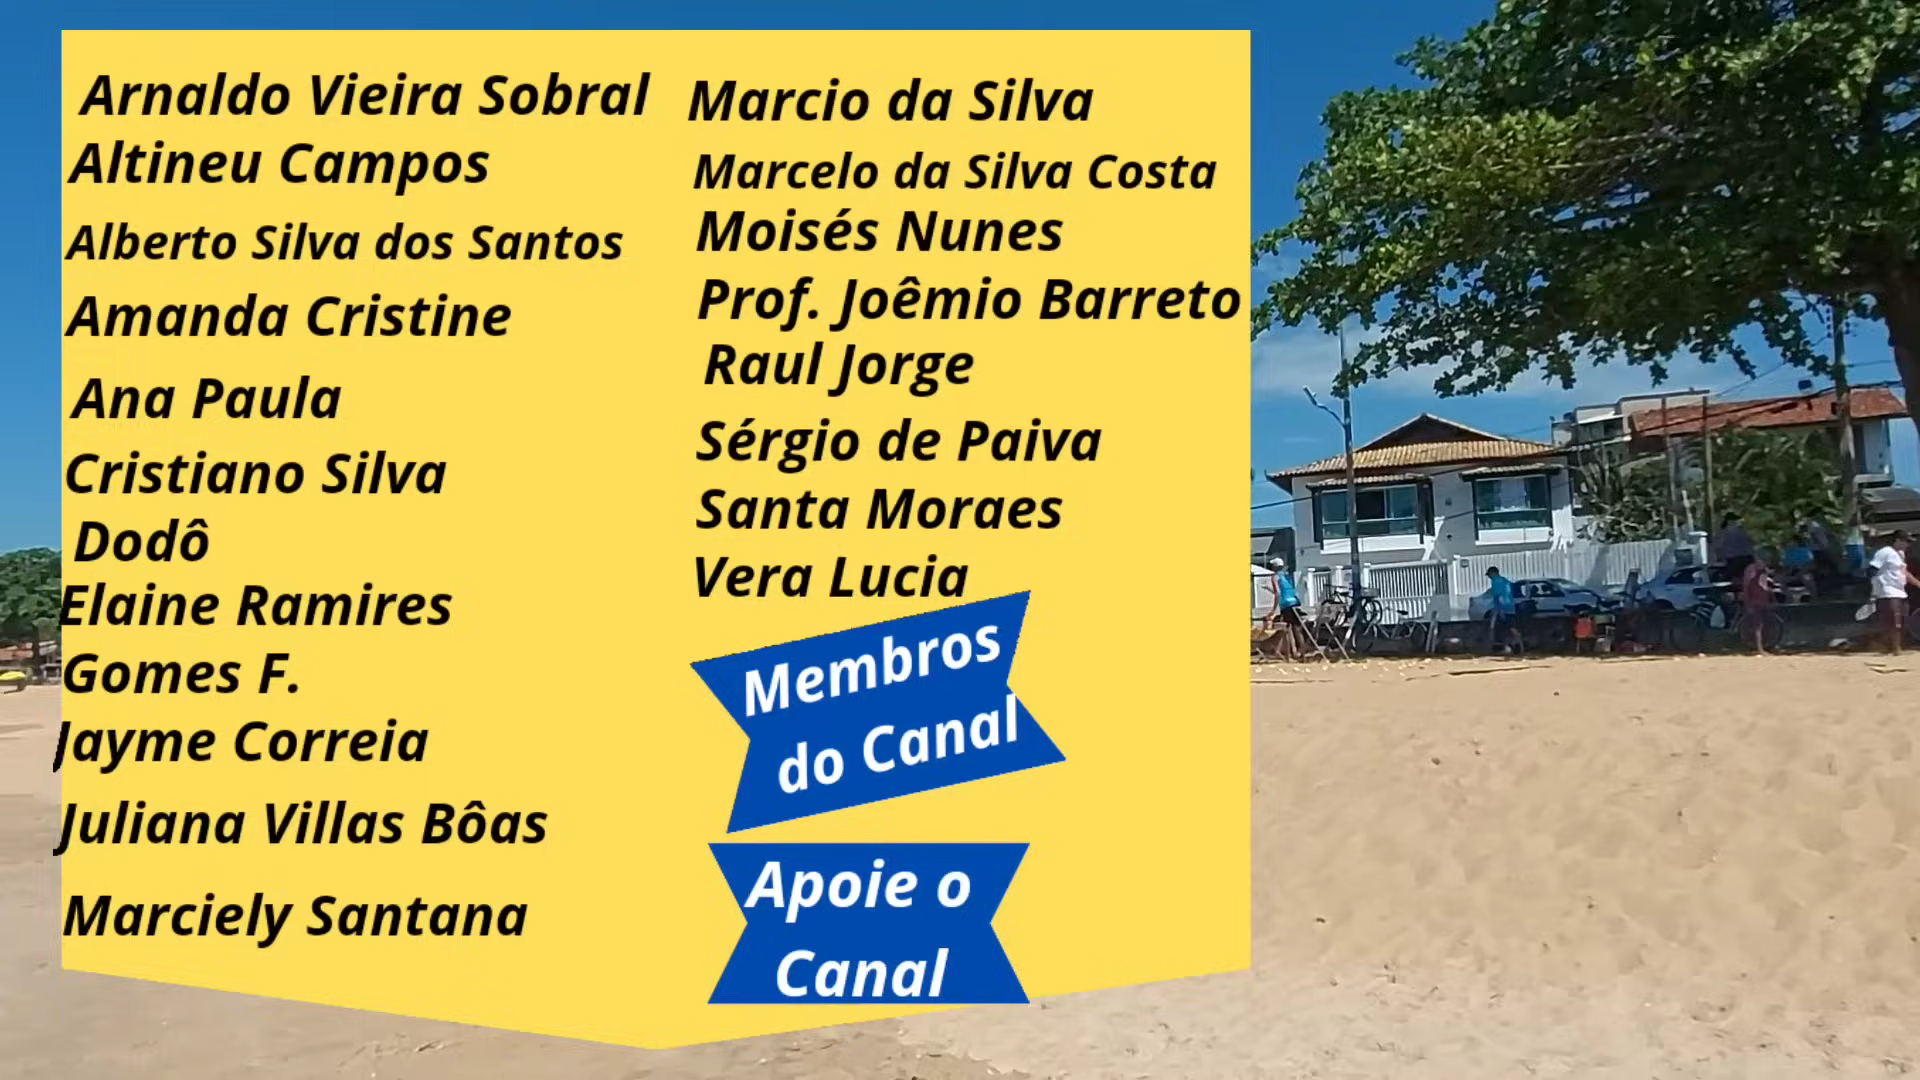 Arnaldo Vieira Sobral
Altineu Campos
Alberto Silva dos Santos
Amanda Cristine
Ana Paula
Cristiano Silva
Dodô
Elaine Ramires
Gomes F.
Jayme Correia
Juliana Villas Bôas
Marciely Santana
Marcio da Silva
Marcelo da Silva Costa
Moisés Nunes
Prof. Joêmio Barreto
Raul Jorge
Sérgio de Paiva
Santa Moraes
Vera Lucia
Membros
do Canal
Apoie o
Canal